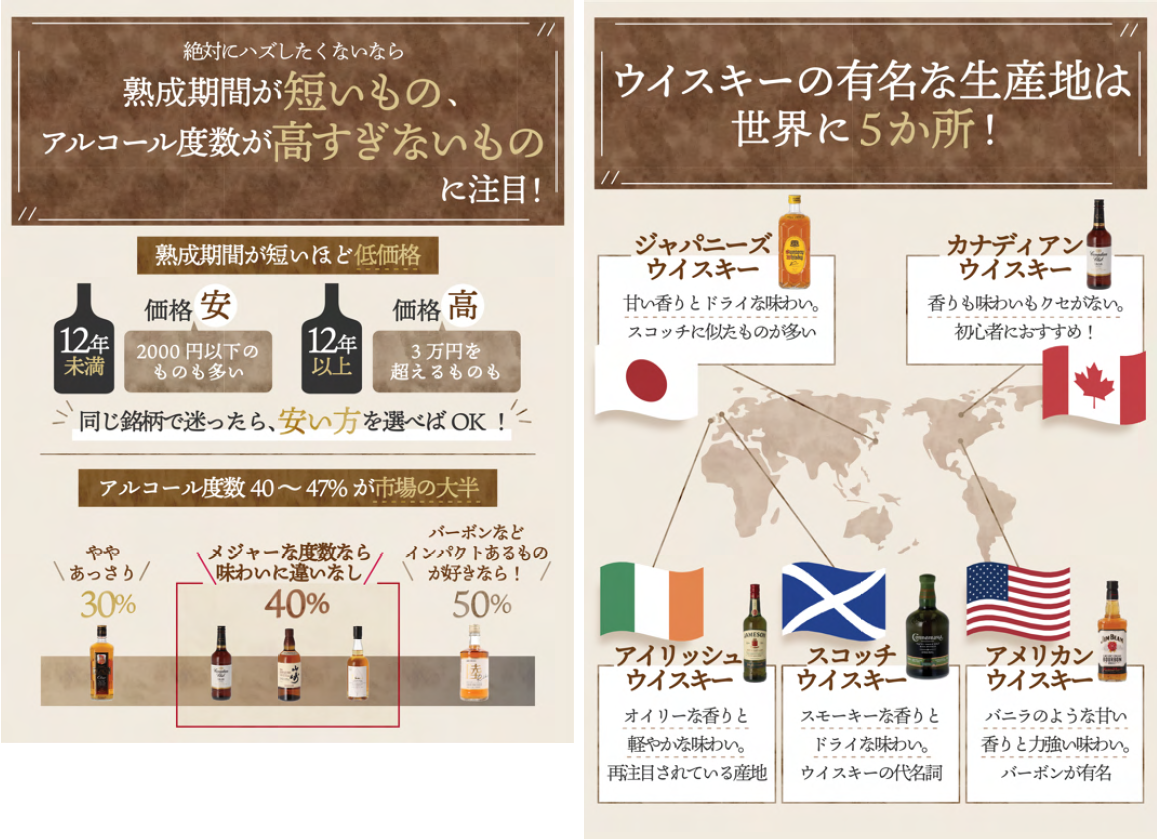 絶対にハズしたくないなら
熟成期間が短いもの、
アルコール度数が高すぎないもの
に注目！
熟成期間が短いほど低価格
12年
未満
価格 安
2000 円以下の
ものも多い
12年
以上
価格 高
3 万円を
超えるものも
同じ銘柄で迷ったら、安い方を選べば OK ！
アルコール度数 40 〜 47% が市場の大半
やや
あっさり
30%
メジャーな度数なら
味わいに違いなし
40%
バーボンなど
インパクトあるもの
が好きなら！
50%
ウイスキーの有名な生産地は
世界に 5か所！
ジャパニーズ
ウイスキー
甘い香りとドライな味わい。
スコッチに似たものが多い
カナディアン
ウイスキー
香りも味わいもクセがない。
初心者におすすめ！
アイリッシュ
ウイスキー
JAMESON
オイリーな香りと
軽やかな味わい。
再注目されている産地
スコッチ
ウイスキー
スモーキーな香りと
ドライな味わい。
ウイスキーの代名詞
アメリカン
ウイスキー
JIM BEAM
バニラのような甘い
香りと力強い味わい。
バーボンが有名